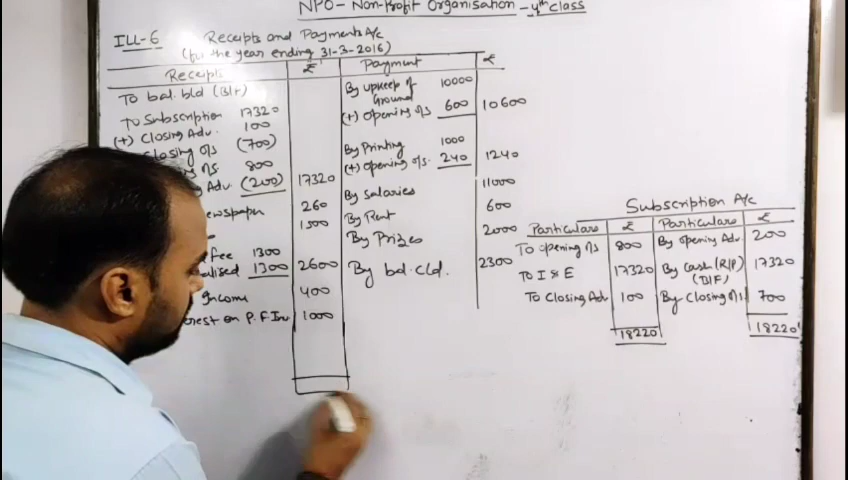 NPO - Non-Profit Organisation - 4th class
ILL-6 Receipts and Payments A/c
(for the year ending 31-3-2016)
Receipts ₹ Payment ₹
To bal. b/d (B/F)
To Subscription 17320
(+) Closing Adv. 100
Closing o/s (700)
o/s. 800
Adv. (200) 17320
newspaper 260
1500
fee 1300
1300 2600
Income 400
P.F Inv 1000
By upkeep of
Ground 10000
(+) Opening o/s 600 10600
By Printing 1000
(+) Opening o/s. 240 1240
By Salaries 11000
By Rent 600
By Prizes 2000
By bal. c/d. 2300
Subscription A/c
Particulars ₹ Particulars ₹
To opening o/s 800 By Opening Adv. 200
To I & E 17320 By Cash (R/P) 17320
(B/F)
To Closing Adv 100 By Closing o/s 700
18220 18220